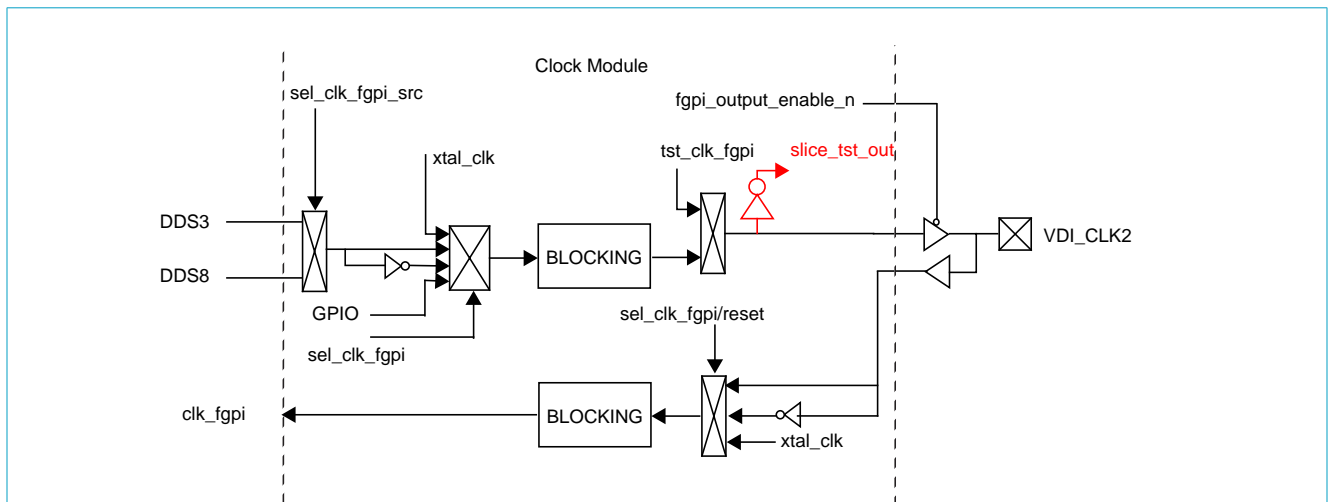 Clock Module
sel_clk_fgpi_src
fgpi_output_enable_n
xtal_clk
tst_clk_fgpi
slice_tst_out
DDS3
VDI_CLK2
BLOCKING
DDS8
GPIO
sel_clk_fgpi/reset
sel_clk_fgpi
clk_fgpi
BLOCKING
xtal_clk